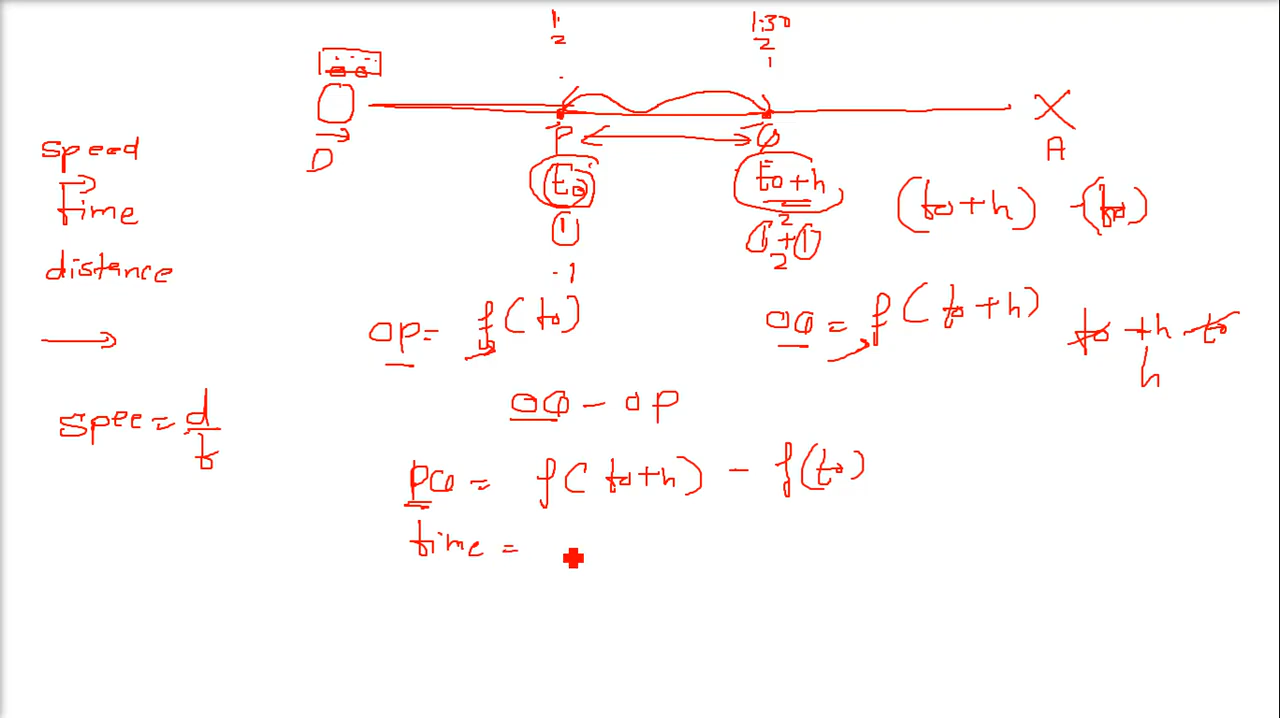 1 1:30
2 2
P Q
D A
speed
t0 t0+h (t0+h) - (t0)
time
1 1+1
2
distance - 1
OP = f(t0) OQ = f(t0+h) t0 + h - t0
h
OQ - OP
spee = d
t
PQ = f(t0+h) - f(t0)
time =